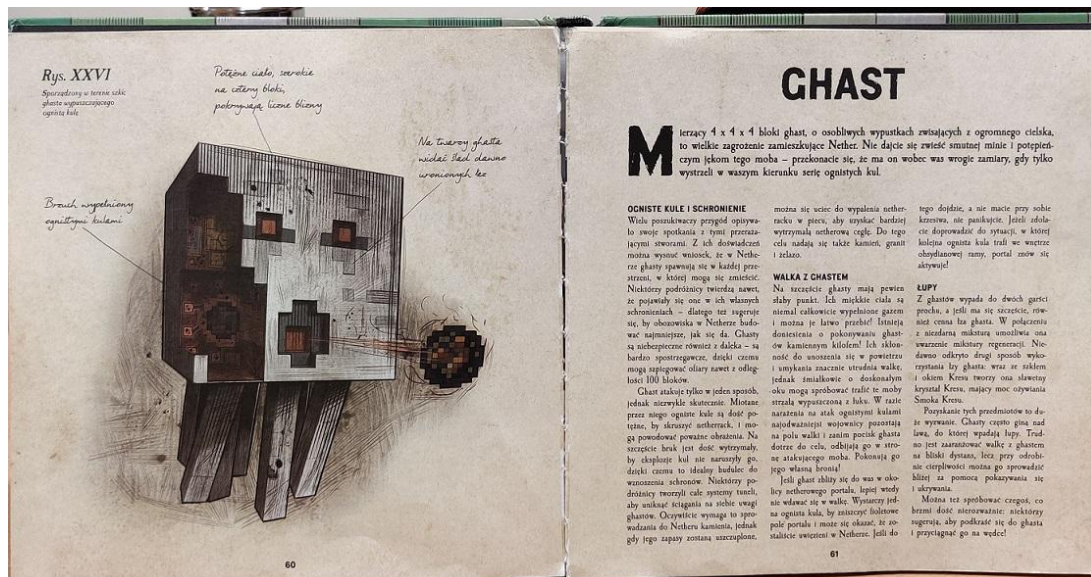 Rys. XXVI
Sporządzony w terenie szkic
ghasta wypuszczającego
ognistą kulę
Potężne ciało, szerokie
na cztery bloki,
pokrywają liczne blizny
Na twarzy ghasta
widać ślad dawno
uronionych łez
Brzuch wypełniony
ognistymi kulami
60
GHAST
Mierzący 4 x 4 x 4 bloki ghast, o osobliwych wypustkach zwisających z ogromnego cielska,
to wielkie zagrożenie zamieszkujące Nether. Nie dajcie się zwieść smutnej minie i potępień-
czym jękom tego moba – przekonacie się, że ma on wobec was wrogie zamiary, gdy tylko
wystrzeli w waszym kierunku serię ognistych kul.
OGNISTE KULE I SCHRONIENIE
Wielu poszukiwaczy przygód opisywa-
ło swoje spotkania z tymi przeraża-
jącymi stworami. Z ich doświadczeń
można wysnuć wniosek, że w Nethe-
rze ghasty spawnują się w każdej prze-
strzeni, w której mogą się zmieścić.
Niektórzy podróżnicy twierdzą nawet,
że pojawiały się one w ich własnych
schronieniach – dlatego też sugeruje
się, by obozowiska w Netherze budo-
wać najmniejsze, jak się da. Ghasty
są niebezpieczne również z daleka – są
bardzo spostrzegawcze, dzięki czemu
mogą szpiegować ofiary nawet z odleg-
łości 100 bloków.
Ghast atakuje tylko w jeden sposób,
jednak niezwykle skutecznie. Miotane
przez niego ogniste kule są dość po-
tężne, by skruszyć netherrack, i mo-
gą powodować poważne obrażenia. Na
szczęście bruk jest dość wytrzymały,
by eksplozje kul nie naruszyły go,
dzięki czemu to idealny budulec do
wznoszenia schronów. Niektórzy po-
dróżnicy tworzyli całe systemy tuneli,
aby uniknąć ściągania na siebie uwagi
ghastów. Oczywiście wymaga to spro-
wadzania do Netheru kamienia, jednak
gdy jego zapasy zostaną uszczuplone,
można się uciec do wypalenia nether-
racku w piecu, aby uzyskać bardziej
wytrzymałą netherową cegłę. Do tego
celu nadają się także kamień, granit
i żelazo.
WALKA Z GHASTEM
Na szczęście ghasty mają pewien
słaby punkt. Ich miękkie ciała są
niemal całkowicie wypełnione gazem
i można je łatwo przebić! Istnieją
doniesienia o pokonywaniu ghast-
ów kamiennym kilofem! Ich skłon-
ność do unoszenia się w powietrzu
i umykania znacznie utrudnia walkę,
jednak śmiałkowie o doskonałym
oku mogą spróbować trafić te moby
strzałą wypuszczoną z łuku. W razie
narażenia na atak ognistymi kulami
najodważniejsi wojownicy pozostają
na polu walki i zanim pocisk ghasta
dotrze do celu, odbijają go w stro-
nę atakującego moba. Pokonują go
jego własną bronią!
Jeśli ghast zbliży się do was w oko-
licy netherowego portalu, lepiej wtedy
nie wdawać się w walkę. Wystarczy jed-
na ognista kula, by zniszczyć fioletowe
pole portalu i może się okazać, że zo-
staliście uwięzieni w Netherze. Jeśli do
tego dojdzie, a nie macie przy sobie
krzesiwa, nie panikujcie. Jeżeli zdoła-
cie doprowadzić do sytuacji, w której
kolejna ognista kula trafi we wnętrze
obsydianowej ramy, portal znów się
aktywuje!
ŁUPY
Z ghastów wypada do dwóch garści
prochu, a jeśli ma się szczęście, rów-
nież cenna łza ghasta. W połączeniu
z niezdarną miksturą umożliwia ona
uwarzenie mikstury regeneracji. Nie-
dawno odkryto drugi sposób wyko-
rzystania łzy ghasta: wraz ze szkłem
i okiem Kresu tworzy ona sławetny
kryształ Kresu, mający moc ożywiania
Smoka Kresu.
Pozyskanie tych przedmiotów to du-
że wyzwanie. Ghasty często giną nad
lawą, do której wpadają łupy. Trud-
no jest zaaranżować walkę z ghastem
na bliski dystans, lecz przy odrobi-
nie cierpliwości można go sprowadzić
bliżej za pomocą pokazywania się
i ukrywania.
Można też spróbować czegoś, co
brzmi dość nierozważnie: niektórzy
sugerują, aby podkraść się do ghasta
i przyciągnąć go na wędce!
61